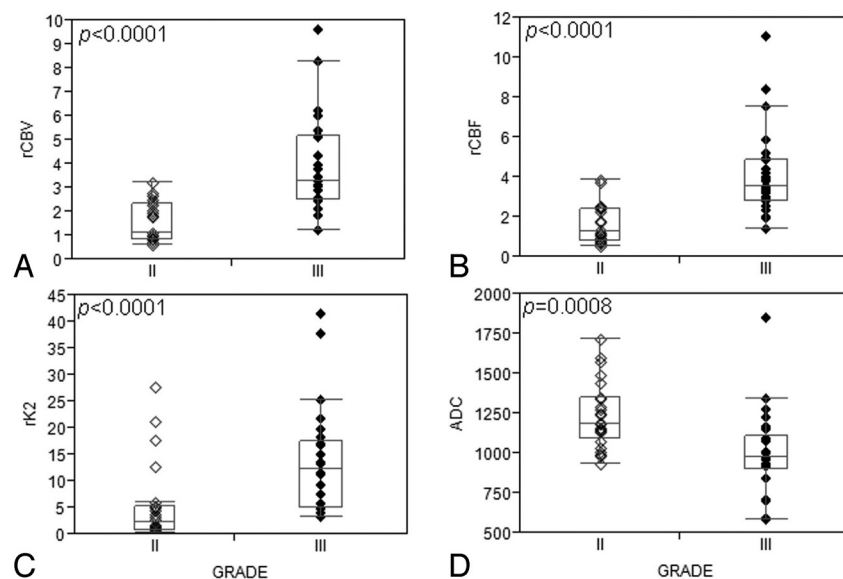 10
9
8
7
6
5
4
3
2
1
0
rCBV
p<0.0001
II
III
A
12
10
8
6
4
2
0
rCBF
p<0.0001
II
III
B
45
40
35
30
25
20
15
10
5
0
rK2
p<0.0001
II
III
GRADE
C
2000
1750
1500
1250
1000
750
500
ADC
p=0.0008
II
III
GRADE
D